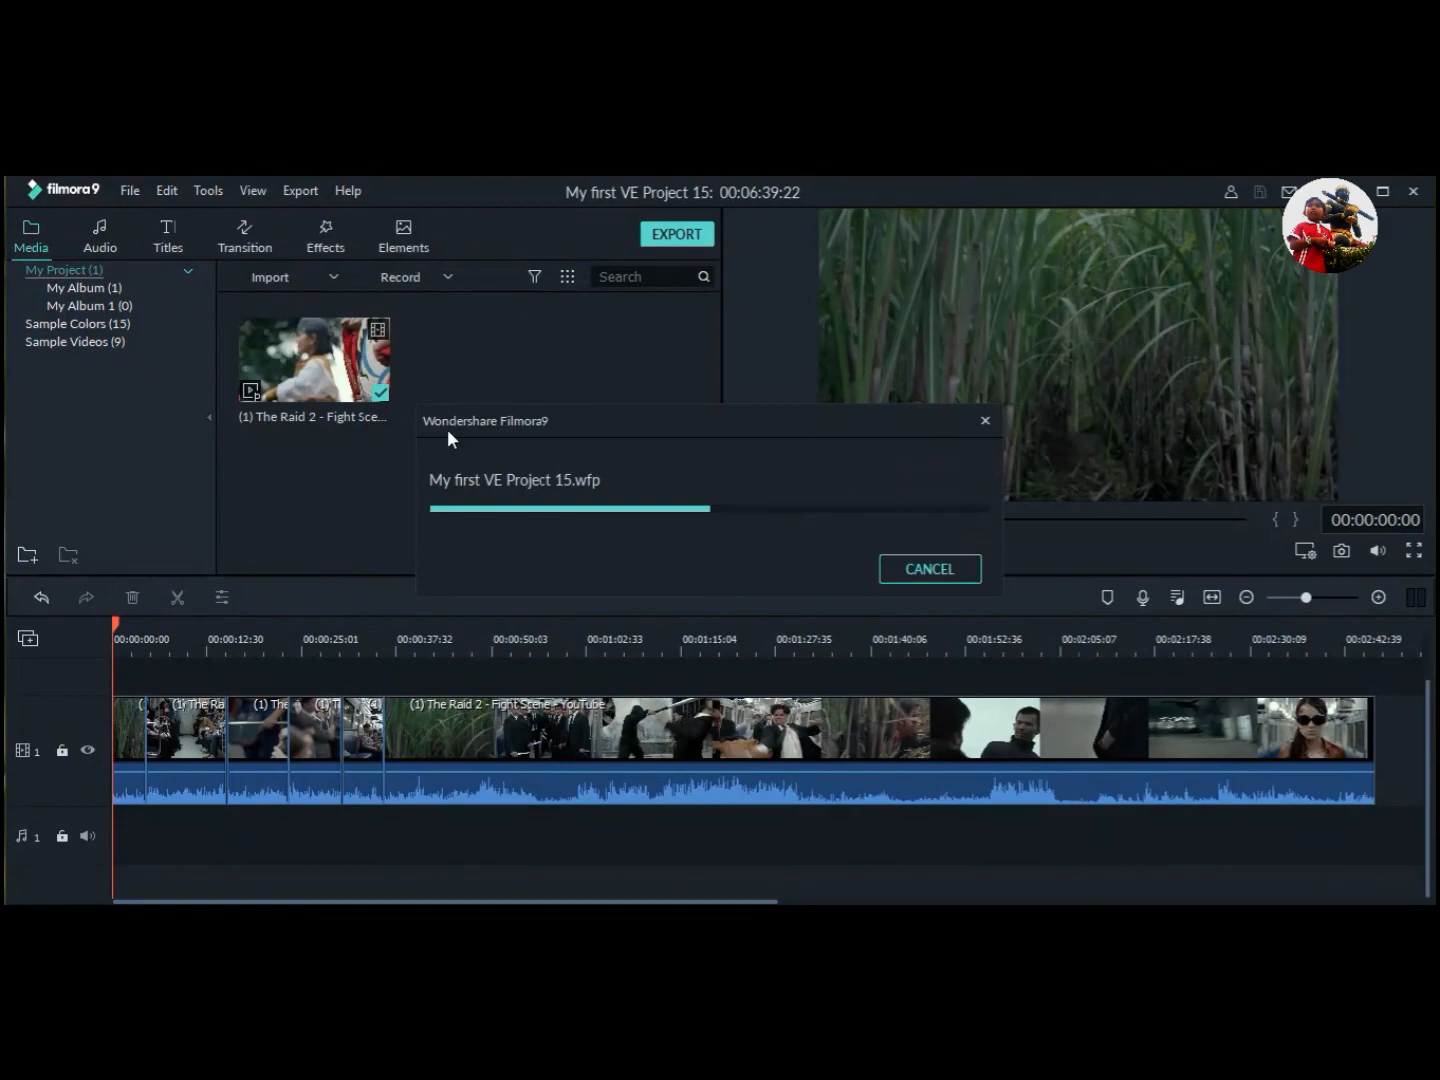 filmora9 File Edit Tools View Export Help My first VE Project 15: 00:06:39:22
Media Audio Titles Transition Effects Elements EXPORT
My Project (1)
My Album (1)
My Album 1 (0)
Sample Colors (15)
Sample Videos (9)
Import Record Search
(1) The Raid 2 - Fight Sce...
Wondershare Filmora9
My first VE Project 15.wfp
CANCEL
{ } 00:00:00:00
00:00:00:00 00:00:12:30 00:00:25:01 00:00:37:32 00:00:50:03 00:01:02:33 00:01:15:04 00:01:27:35 00:01:40:06 00:01:52:36 00:02:05:07 00:02:17:38 00:02:30:09 00:02:42:39
( (1) The Ra (1) The (1) T (1) (1) The Raid 2 - Fight Scene - YouTube
1
1